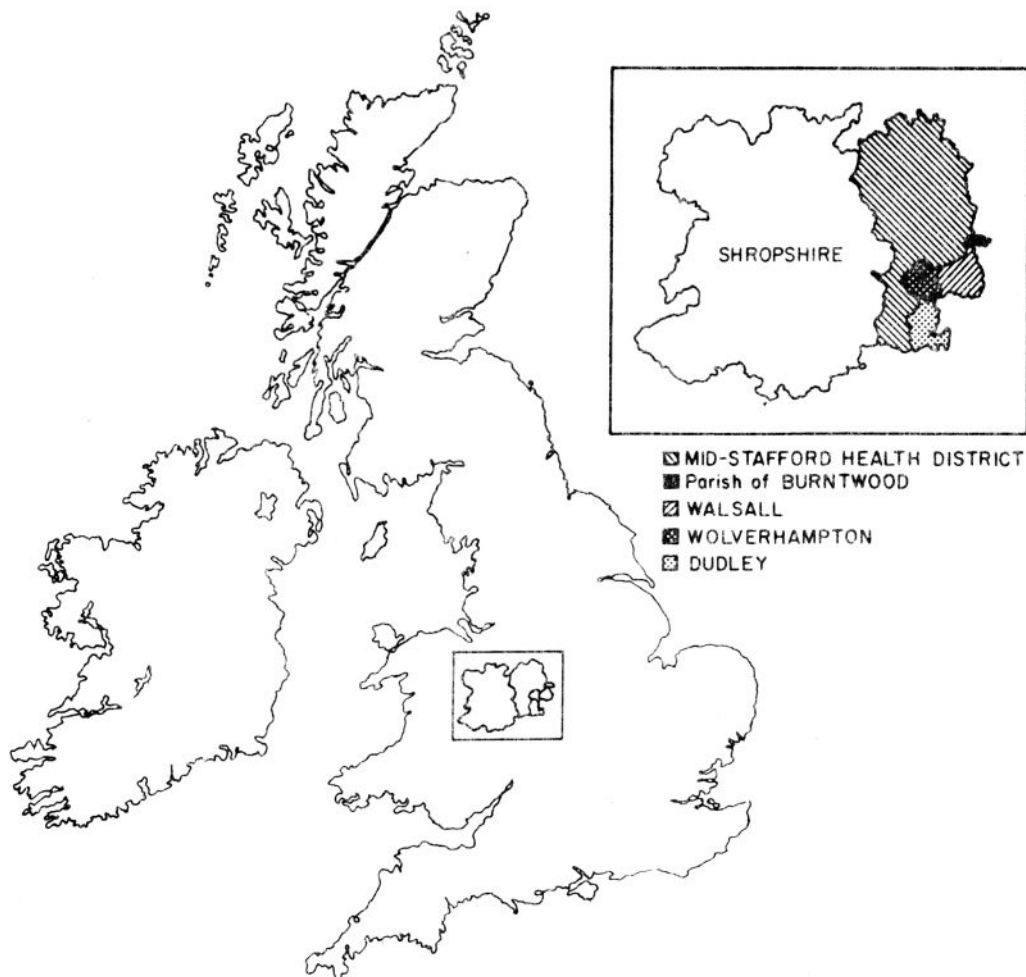 SHROPSHIRE
MID-STAFFORD HEALTH DISTRICT
Parish of BURNTWOOD
WALSALL
WOLVERHAMPTON
DUDLEY